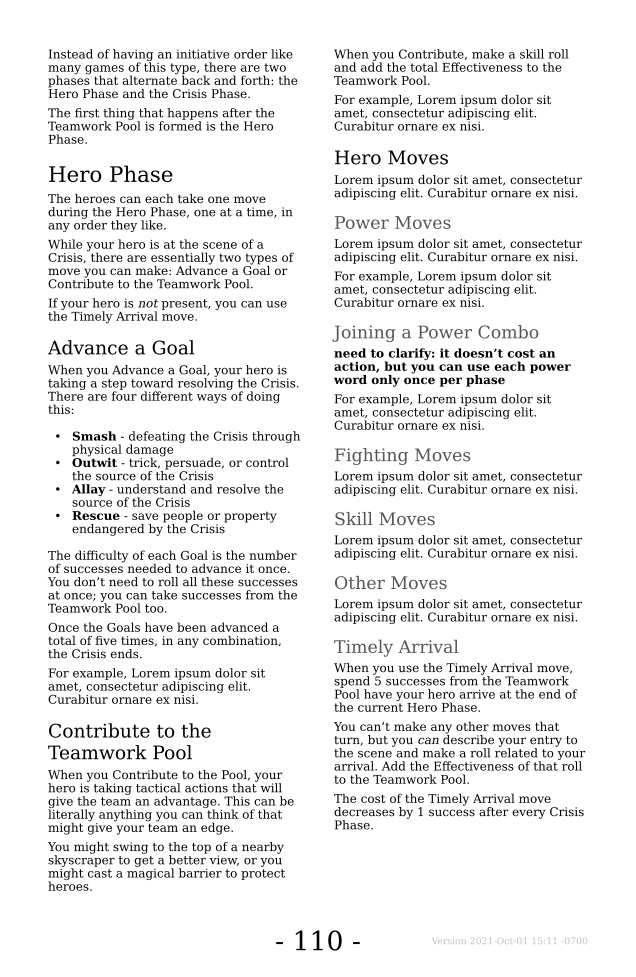 Instead of having an initiative order like
many games of this type, there are two
phases that alternate back and forth: the
Hero Phase and the Crisis Phase.
The first thing that happens after the
Teamwork Pool is formed is the Hero
Phase.
Hero Phase
The heroes can each take one move
during the Hero Phase, one at a time, in
any order they like.
While your hero is at the scene of a
Crisis, there are essentially two types of
move you can make: Advance a Goal or
Contribute to the Teamwork Pool.
If your hero is not present, you can use
the Timely Arrival move.
Advance a Goal
When you Advance a Goal, your hero is
taking a step toward resolving the Crisis.
There are four different ways of doing
this:
• Smash - defeating the Crisis through
physical damage
• Outwit - trick, persuade, or control
the source of the Crisis
• Allay - understand and resolve the
source of the Crisis
• Rescue - save people or property
endangered by the Crisis
The difficulty of each Goal is the number
of successes needed to advance it once.
You don’t need to roll all these successes
at once; you can take successes from the
Teamwork Pool too.
Once the Goals have been advanced a
total of five times, in any combination,
the Crisis ends.
For example, Lorem ipsum dolor sit
amet, consectetur adipiscing elit.
Curabitur ornare ex nisi.
Contribute to the
Teamwork Pool
When you Contribute to the Pool, your
hero is taking tactical actions that will
give the team an advantage. This can be
literally anything you can think of that
might give your team an edge.
You might swing to the top of a nearby
skyscraper to get a better view, or you
might cast a magical barrier to protect
heroes.
When you Contribute, make a skill roll
and add the total Effectiveness to the
Teamwork Pool.
For example, Lorem ipsum dolor sit
amet, consectetur adipiscing elit.
Curabitur ornare ex nisi.
Hero Moves
Lorem ipsum dolor sit amet, consectetur
adipiscing elit. Curabitur ornare ex nisi.
Power Moves
Lorem ipsum dolor sit amet, consectetur
adipiscing elit. Curabitur ornare ex nisi.
For example, Lorem ipsum dolor sit
amet, consectetur adipiscing elit.
Curabitur ornare ex nisi.
Joining a Power Combo
need to clarify: it doesn’t cost an
action, but you can use each power
word only once per phase
For example, Lorem ipsum dolor sit
amet, consectetur adipiscing elit.
Curabitur ornare ex nisi.
Fighting Moves
Lorem ipsum dolor sit amet, consectetur
adipiscing elit. Curabitur ornare ex nisi.
Skill Moves
Lorem ipsum dolor sit amet, consectetur
adipiscing elit. Curabitur ornare ex nisi.
Other Moves
Lorem ipsum dolor sit amet, consectetur
adipiscing elit. Curabitur ornare ex nisi.
Timely Arrival
When you use the Timely Arrival move,
spend 5 successes from the Teamwork
Pool have your hero arrive at the end of
the current Hero Phase.
You can’t make any other moves that
turn, but you can describe your entry to
the scene and make a roll related to your
arrival. Add the Effectiveness of that roll
to the Teamwork Pool.
The cost of the Timely Arrival move
decreases by 1 success after every Crisis
Phase.
- 110 -
Version 2021-Oct-01 15:11 -0700